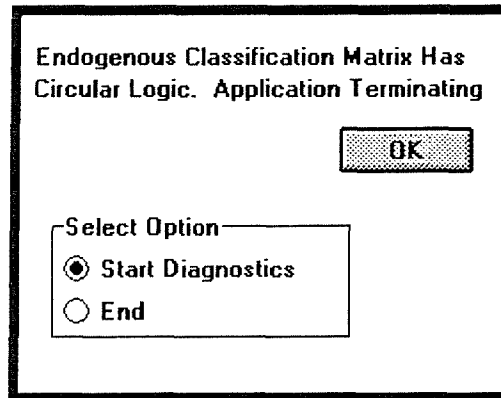 Endogenous Classification Matrix Has
Circular Logic. Application Terminating
OK
Select Option
Start Diagnostics
End